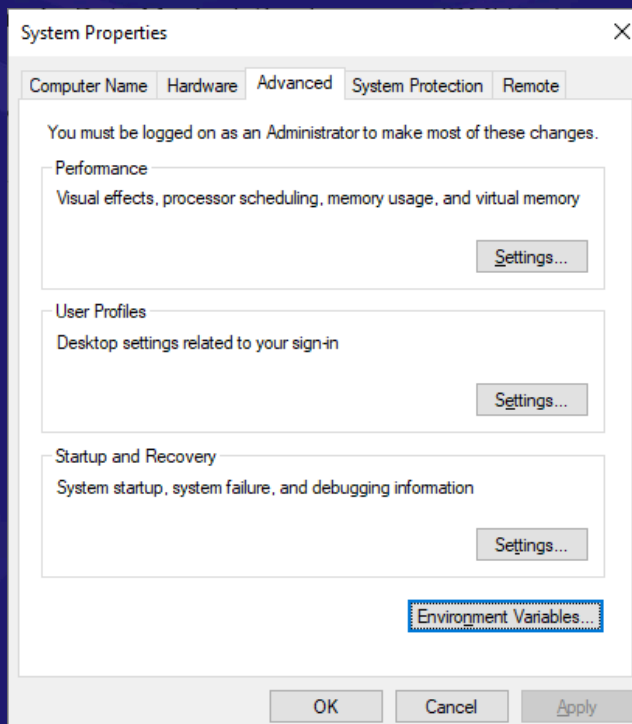 System Properties
Computer Name
Hardware
Advanced
System Protection
Remote
You must be logged on as an Administrator to make most of these changes.
Performance
Visual effects, processor scheduling, memory usage, and virtual memory
Settings...
User Profiles
Desktop settings related to your sign-in
Settings...
Startup and Recovery
System startup, system failure, and debugging information
Settings...
Environment Variables...
OK
Cancel
Apply